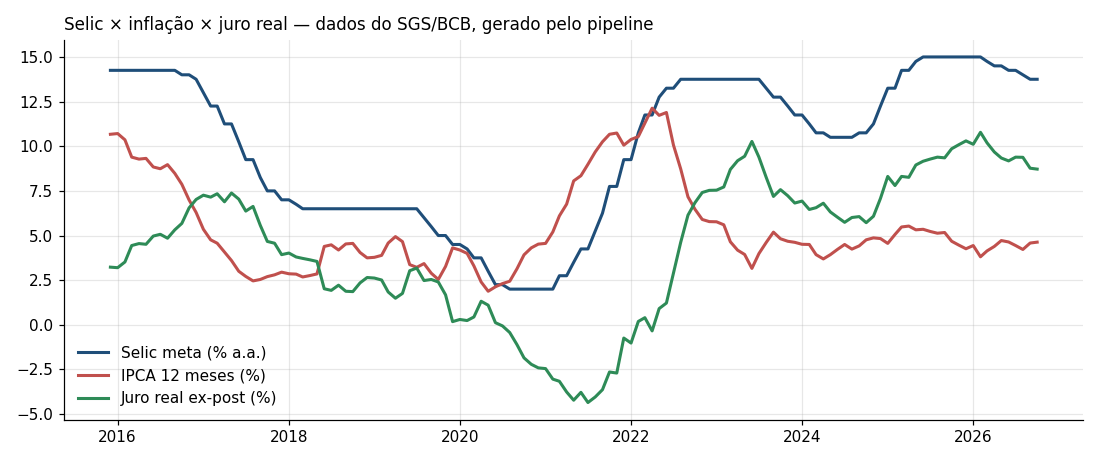 Selic × inflação × juro real — dados do SGS/BCB, gerado pelo pipeline
15.0
12.5
10.0
7.5
5.0
2.5
0.0
−2.5
−5.0
Selic meta (% a.a.)
IPCA 12 meses (%)
Juro real ex-post (%)
2016 2018 2020 2022 2024 2026